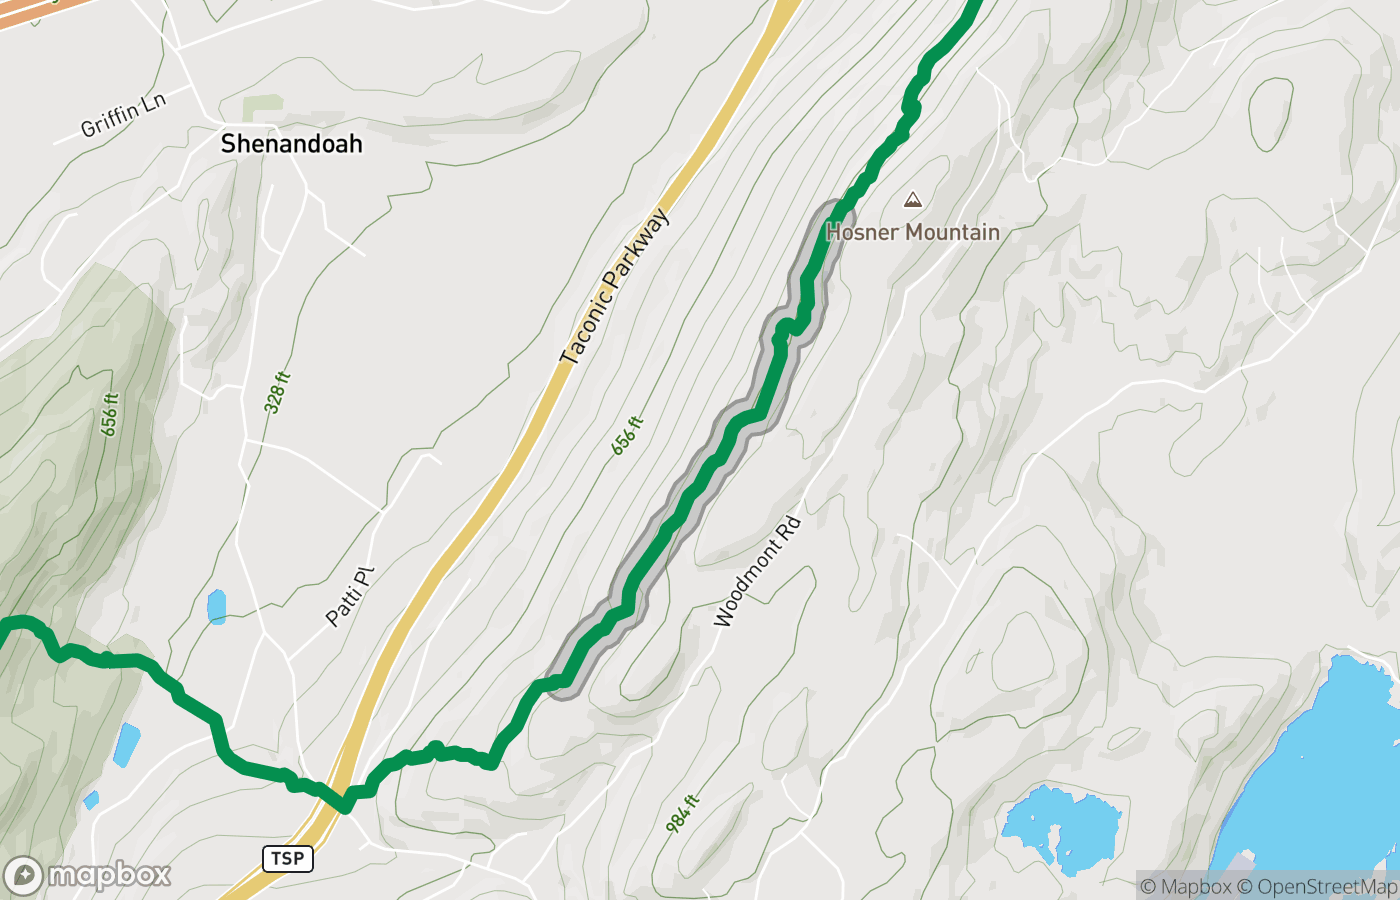 Griffin Ln
Shenandoah
Taconic Parkway
Hosner Mountain
656 ft
328 ft
656 ft
Patti Pl
Woodmont Rd
984 ft
TSP
mapbox
© Mapbox © OpenStreetMap